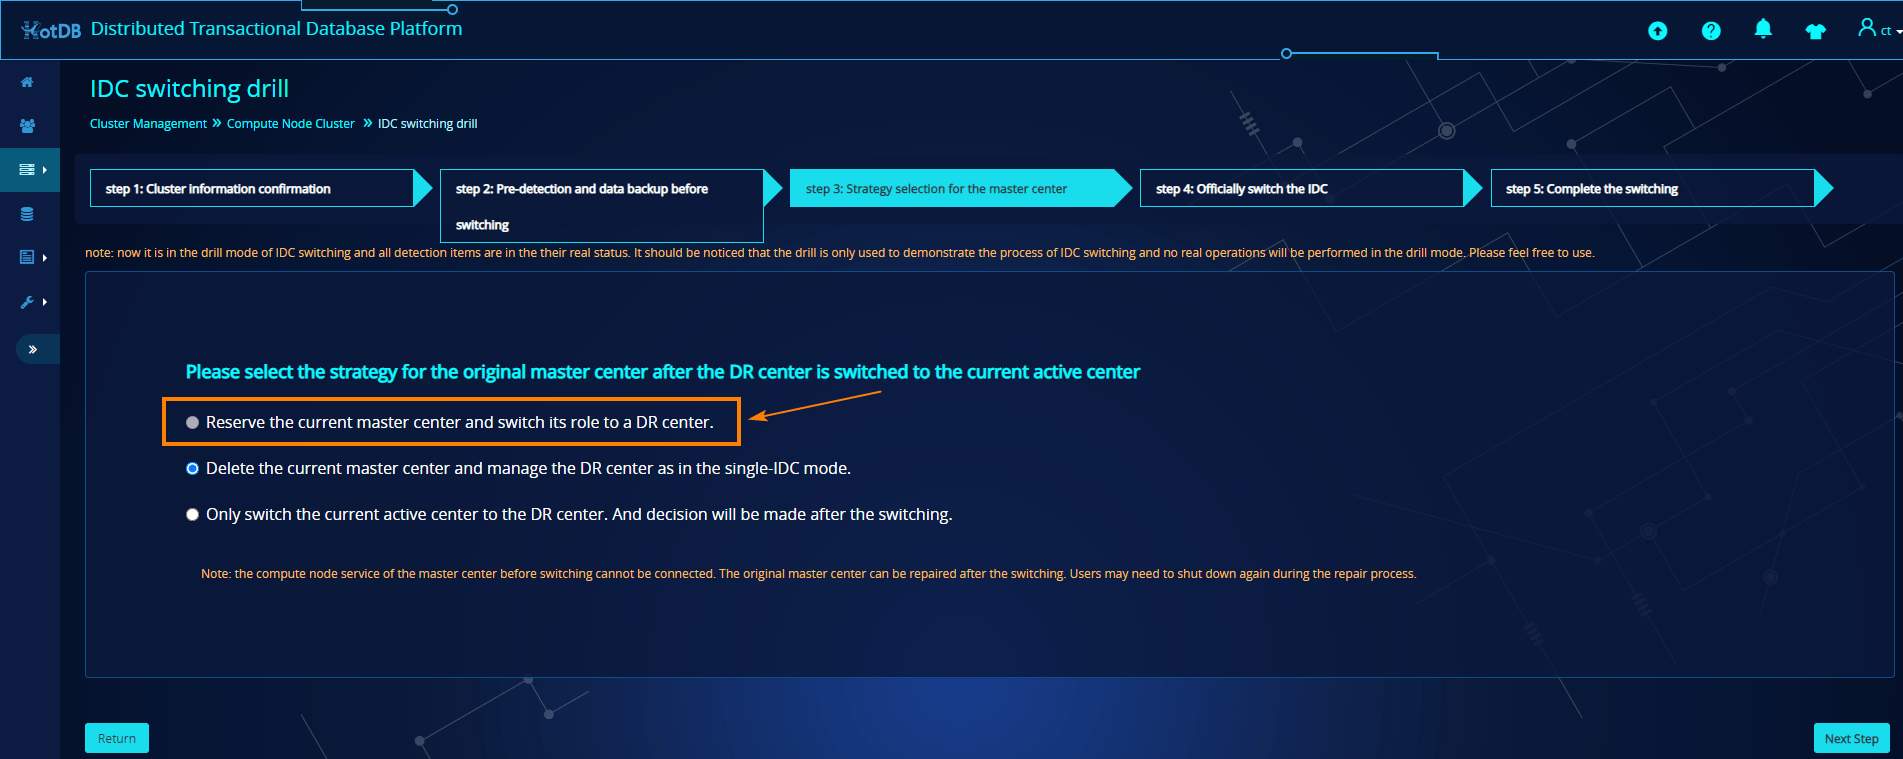 HotDB Distributed Transactional Database Platform
ct
IDC switching drill
Cluster Management » Compute Node Cluster » IDC switching drill
step 1: Cluster information confirmation
step 2: Pre-detection and data backup before
switching
step 3: Strategy selection for the master center
step 4: Officially switch the IDC
step 5: Complete the switching
note: now it is in the drill mode of IDC switching and all detection items are in the their real status. It should be noticed that the drill is only used to demonstrate the process of IDC switching and no real operations will be performed in the drill mode. Please feel free to use.
Please select the strategy for the original master center after the DR center is switched to the current active center
Reserve the current master center and switch its role to a DR center.
Delete the current master center and manage the DR center as in the single-IDC mode.
Only switch the current active center to the DR center. And decision will be made after the switching.
Note: the compute node service of the master center before switching cannot be connected. The original master center can be repaired after the switching. Users may need to shut down again during the repair process.
Return
Next Step